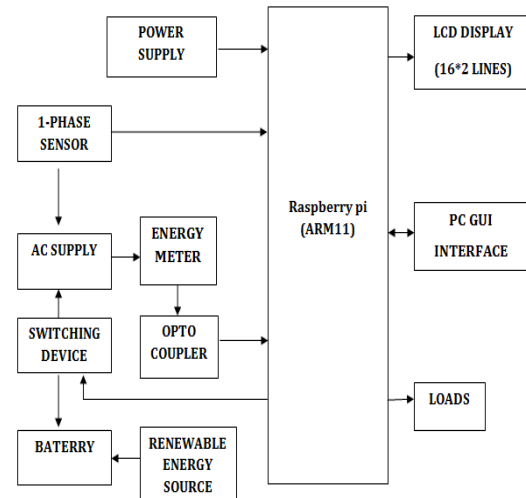 POWER
SUPPLY
LCD DISPLAY
(16*2 LINES)
1-PHASE
SENSOR
Raspberry pi
(ARM11)
PC GUI
INTERFACE
AC SUPPLY
ENERGY
METER
SWITCHING
DEVICE
OPTO
COUPLER
LOADS
BATERRY
RENEWABLE
ENERGY
SOURCE